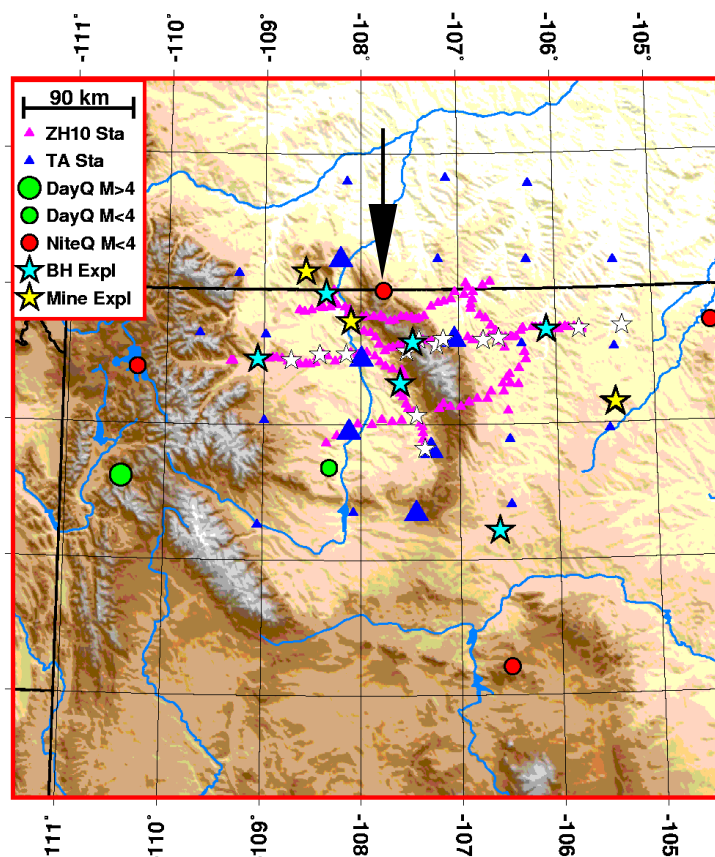 -111° -110° -109° -108° -107° -106° -105°
90 km
ZH10 Sta
TA Sta
DayQ M>4
DayQ M<4
NiteQ M<4
BH Expl
Mine Expl
-111° -110° -109° -108° -107° -106° -105°